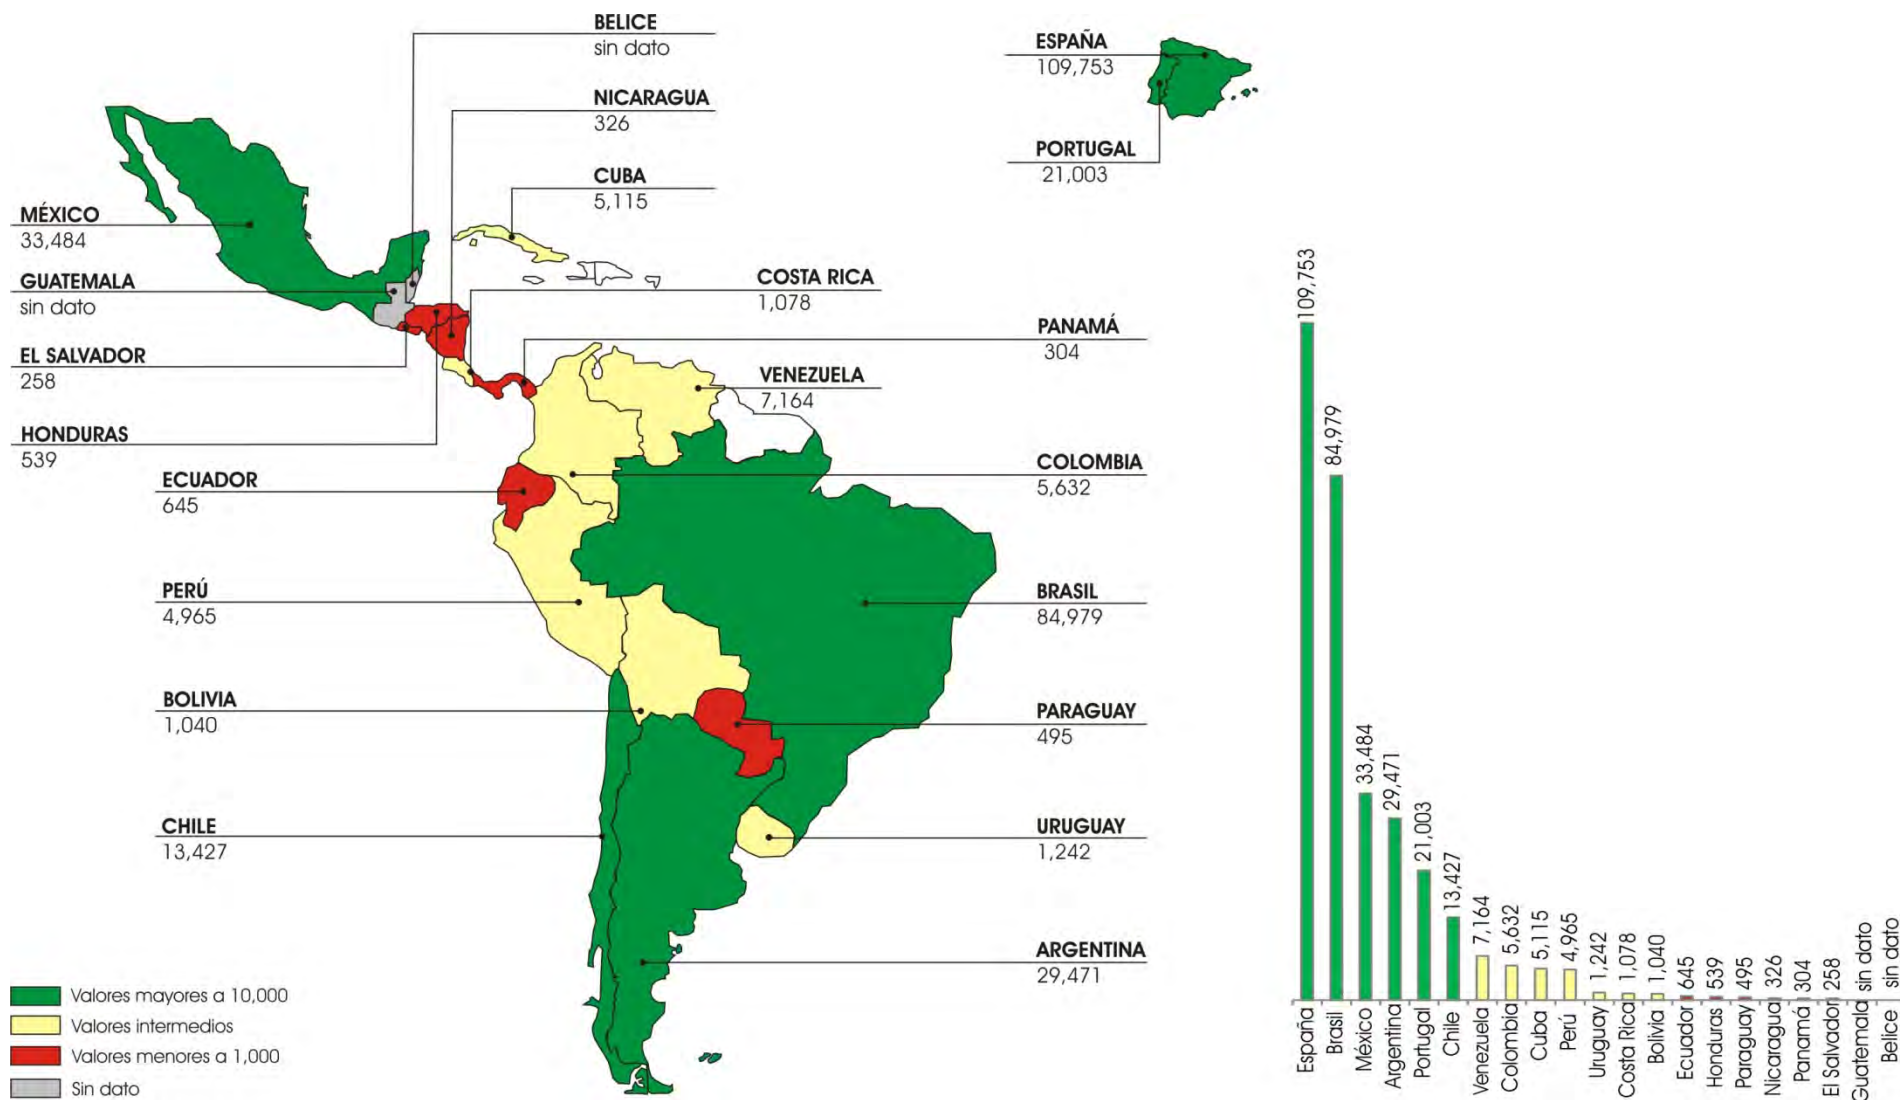 BELICE
sin dato
NICARAGUA
326
CUBA
5,115
MÉXICO
33,484
GUATEMALA
sin dato
EL SALVADOR
258
HONDURAS
539
COSTA RICA
1,078
PANAMÁ
304
VENEZUELA
7,164
ECUADOR
645
COLOMBIA
5,632
PERÚ
4,965
BRASIL
84,979
BOLIVIA
1,040
PARAGUAY
495
CHILE
13,427
URUGUAY
1,242
ARGENTINA
29,471
ESPAÑA
109,753
PORTUGAL
21,003
Valores mayores a 10,000
Valores intermedios
Valores menores a 1,000
Sin dato
109,753
84,979
33,484
29,471
21,003
13,427
7,164
5,632
5,115
4,965
1,242
1,078
1,040
645
539
495
326
304
258
sin dato
sin dato
España
Brasil
México
Argentina
Portugal
Chile
Venezuela
Colombia
Cuba
Perú
Uruguay
Costa Rica
Bolivia
Ecuador
Honduras
Paraguay
Nicaragua
Panamá
El Salvador
Guatemala
Belice